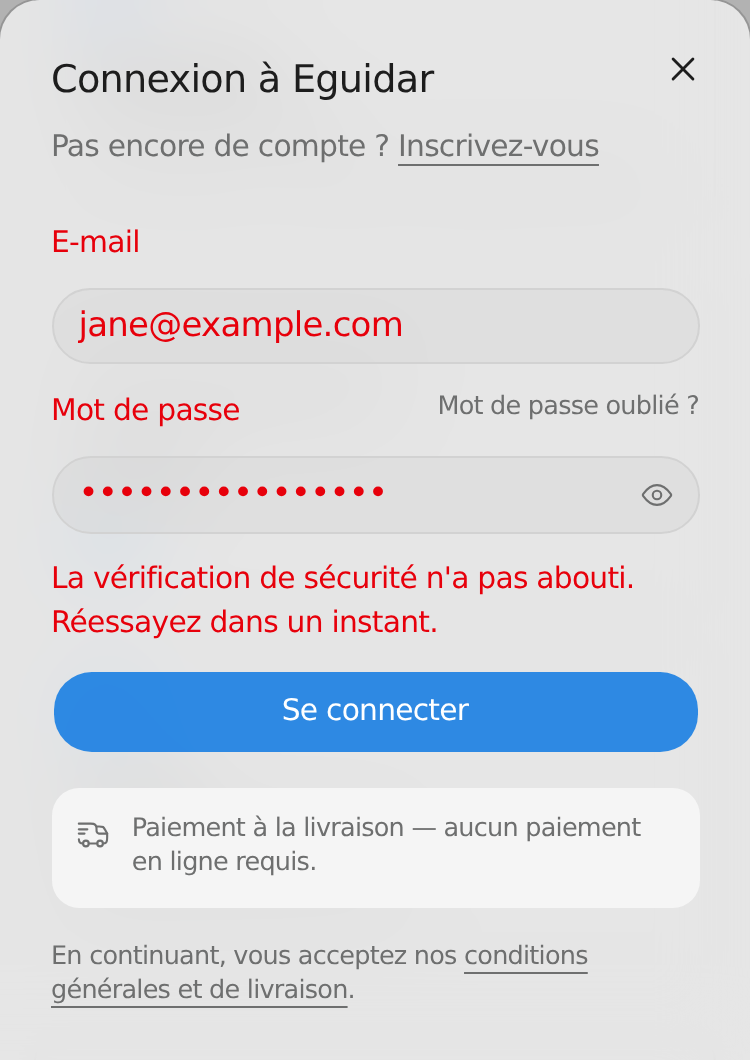 Connexion à Eguidar
Pas encore de compte ? Inscrivez-vous
E-mail
jane@example.com
Mot de passe
Mot de passe oublié ?
•••••••••••••••• 
La vérification de sécurité n'a pas abouti.
Réessayez dans un instant.
Se connecter
Paiement à la livraison — aucun paiement
en ligne requis.
En continuant, vous acceptez nos conditions
générales et de livraison.